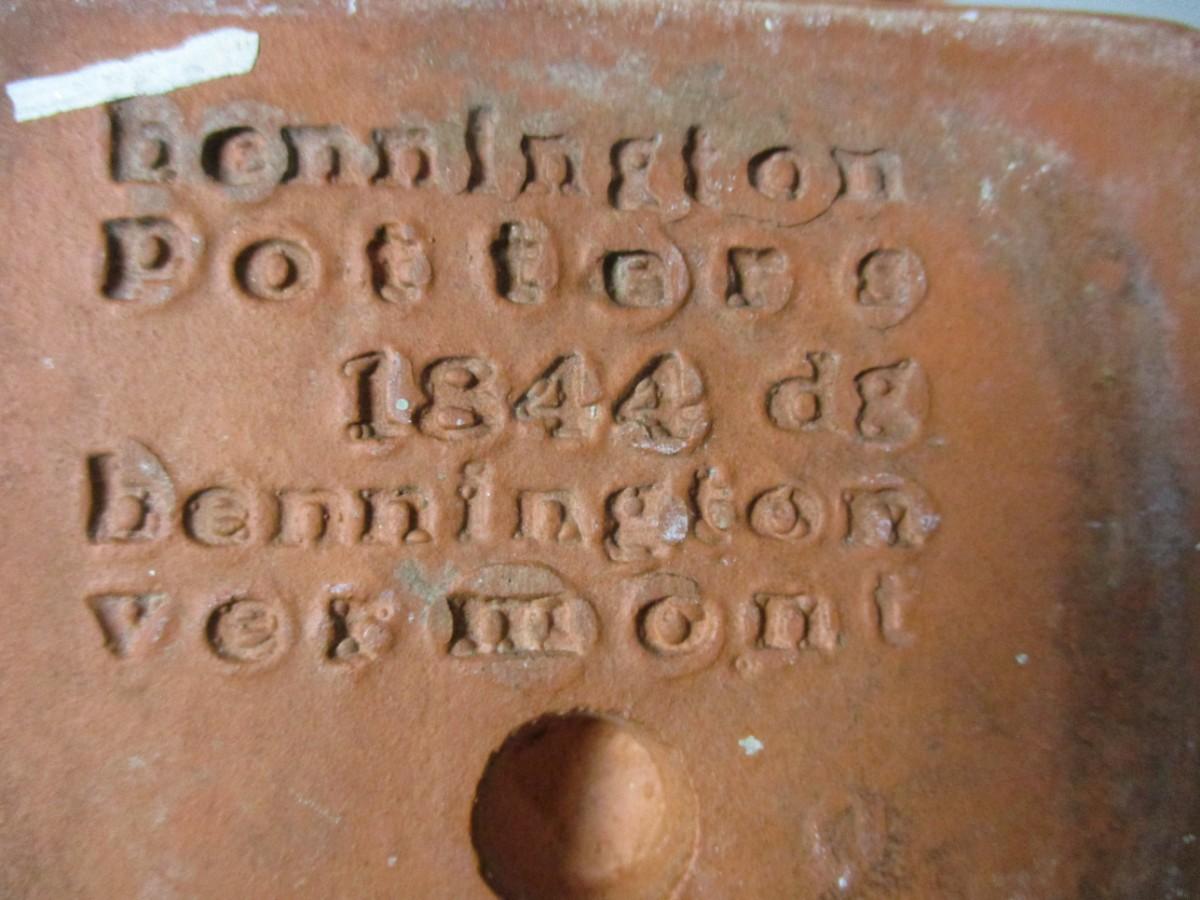 bennington
potters
1844 dg
bennington
vermont